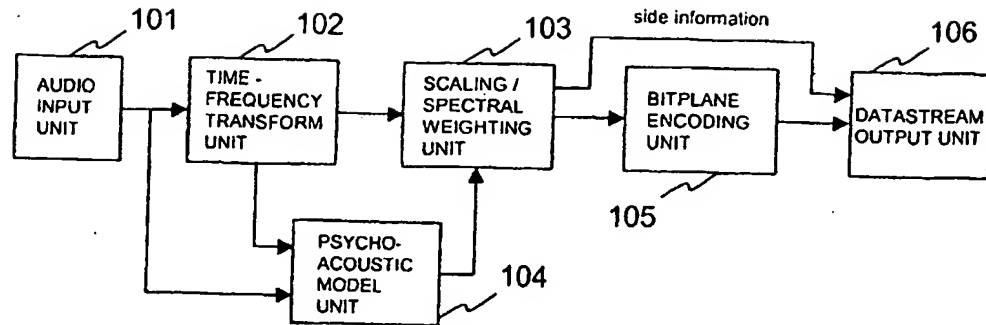 101
AUDIO
INPUT
UNIT
102
TIME -
FREQUENCY
TRANSFORM
UNIT
103
SCALING /
SPECTRAL
WEIGHTING
UNIT
side information
BITPLANE
ENCODING
UNIT
105
106
DATASTREAM
OUTPUT UNIT
PSYCHO-
ACOUSTIC
MODEL
UNIT
104